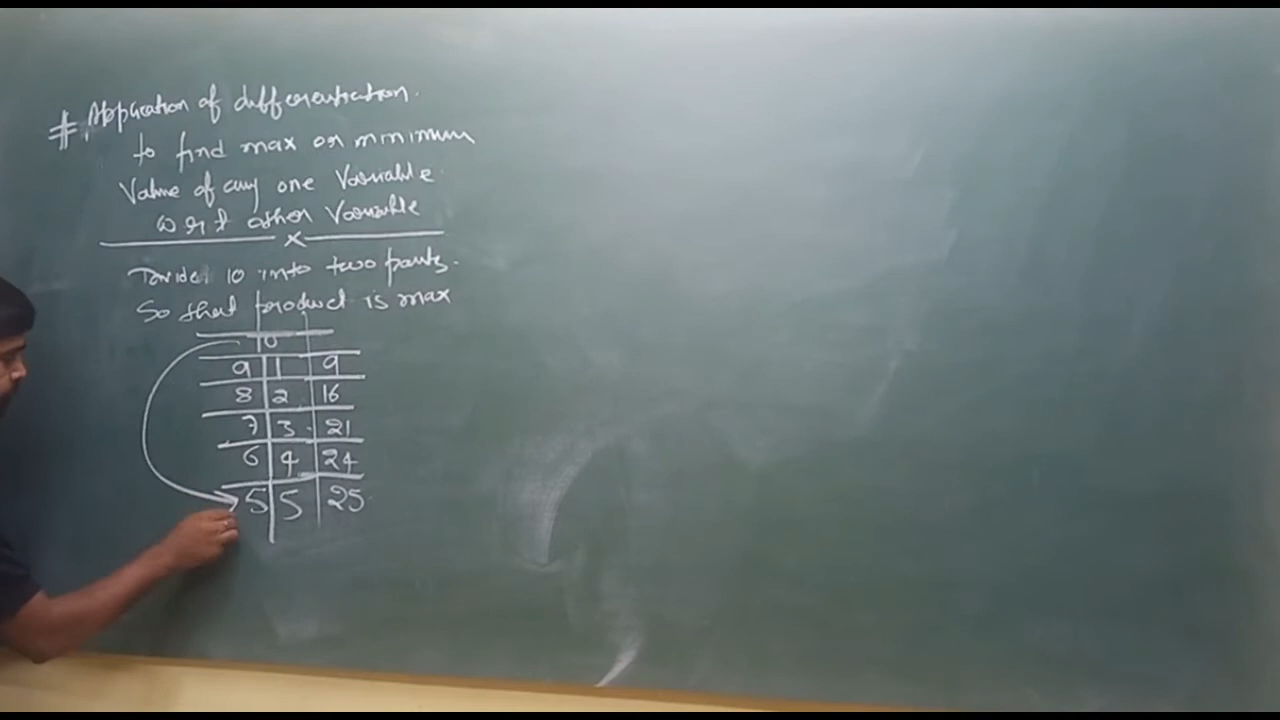 # Application of differentiation.
to find max or minimum
Value of any one Variable
w r t other Variable
x
Divide 10 into two parts.
So that product is max
10
9 1 9
8 2 16
7 3 21
6 4 24
5 5 25